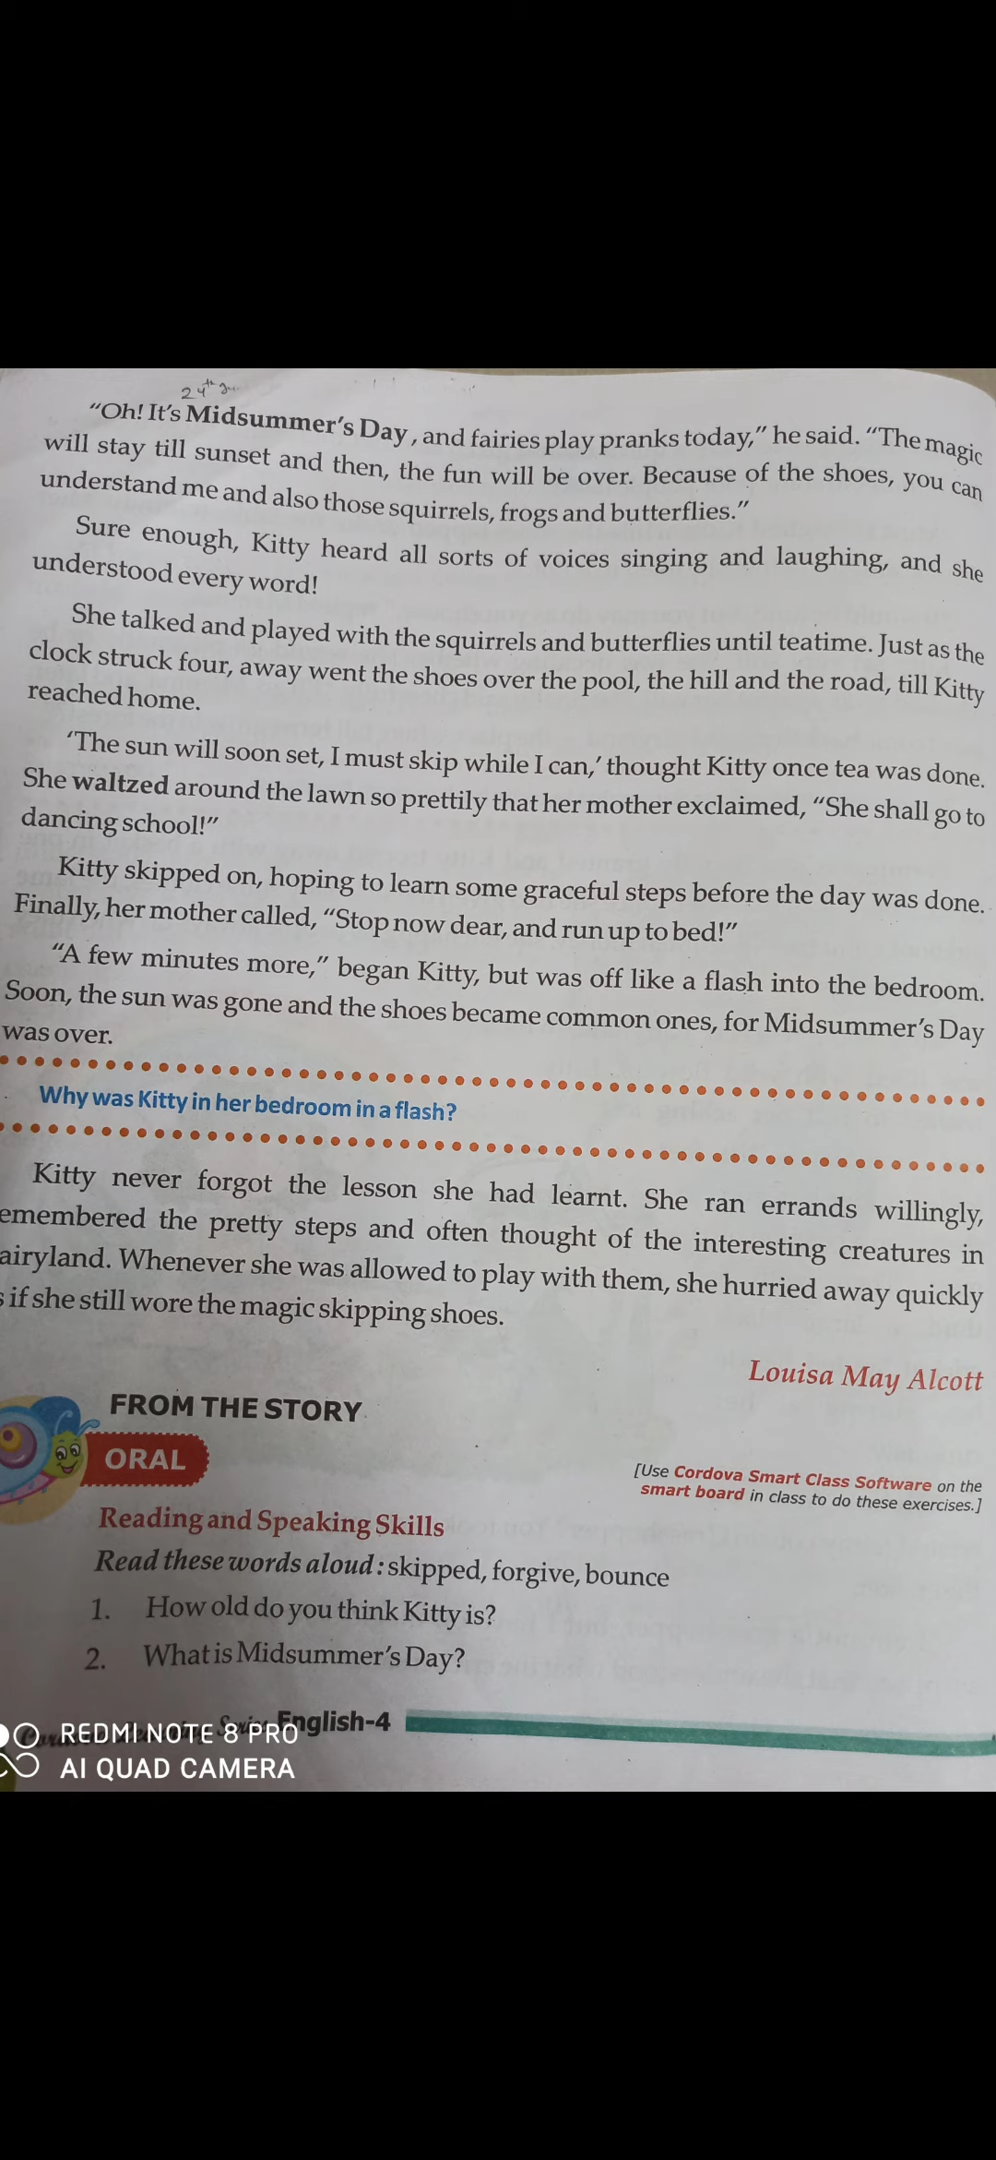 24th
"Oh! It's Midsummer's Day, and fairies play pranks today," he said. "The magic
will stay till sunset and then, the fun will be over. Because of the shoes, you can
understand me and also those squirrels, frogs and butterflies."
Sure enough, Kitty heard all sorts of voices singing and laughing, and she
understood every word!
She talked and played with the squirrels and butterflies until teatime. Just as the
clock struck four, away went the shoes over the pool, the hill and the road, till Kitty
reached home.
'The sun will soon set, I must skip while I can,' thought Kitty once tea was done.
She waltzed around the lawn so prettily that her mother exclaimed, "She shall go to
dancing school!"
Kitty skipped on, hoping to learn some graceful steps before the day was done.
Finally, her mother called, "Stop now dear, and run up to bed!"
"A few minutes more," began Kitty, but was off like a flash into the bedroom.
Soon, the sun was gone and the shoes became common ones, for Midsummer's Day
was over.
Why was Kitty in her bedroom in a flash?
Kitty never forgot the lesson she had learnt. She ran errands willingly,
emembered the pretty steps and often thought of the interesting creatures in
airyland. Whenever she was allowed to play with them, she hurried away quickly
s if she still wore the magic skipping shoes.
Louisa May Alcott
FROM THE STORY
ORAL
[Use Cordova Smart Class Software on the
smart board in class to do these exercises.]
Reading and Speaking Skills
Read these words aloud: skipped, forgive, bounce
1. How old do you think Kitty is?
2. What is Midsummer's Day?
English-4
REDMI NOTE 8 PRO
AI QUAD CAMERA